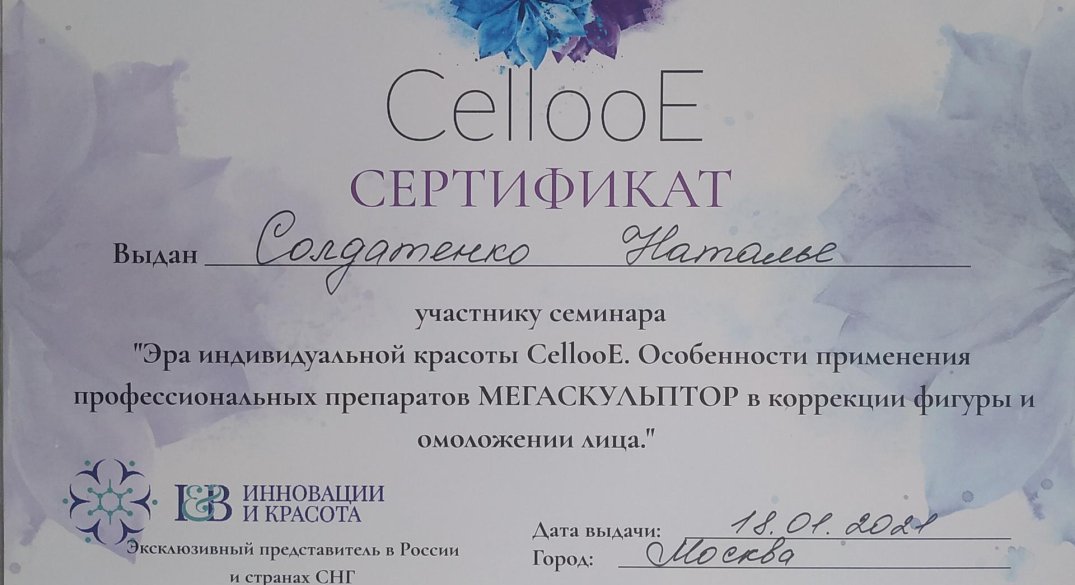 CellooE
СЕРТИФИКАТ
Выдан Солдатенко Наталье
участнику семинара
"Эра индивидуальной красоты CellooE. Особенности применения
профессиональных препаратов МЕГАСКУЛЬПТОР в коррекции фигуры и
омоложении лица."
I&B ИННОВАЦИИ
И КРАСОТА
Эксклюзивный представитель в России
и странах СНГ
Дата выдачи: 18.01.2021
Город: Москва